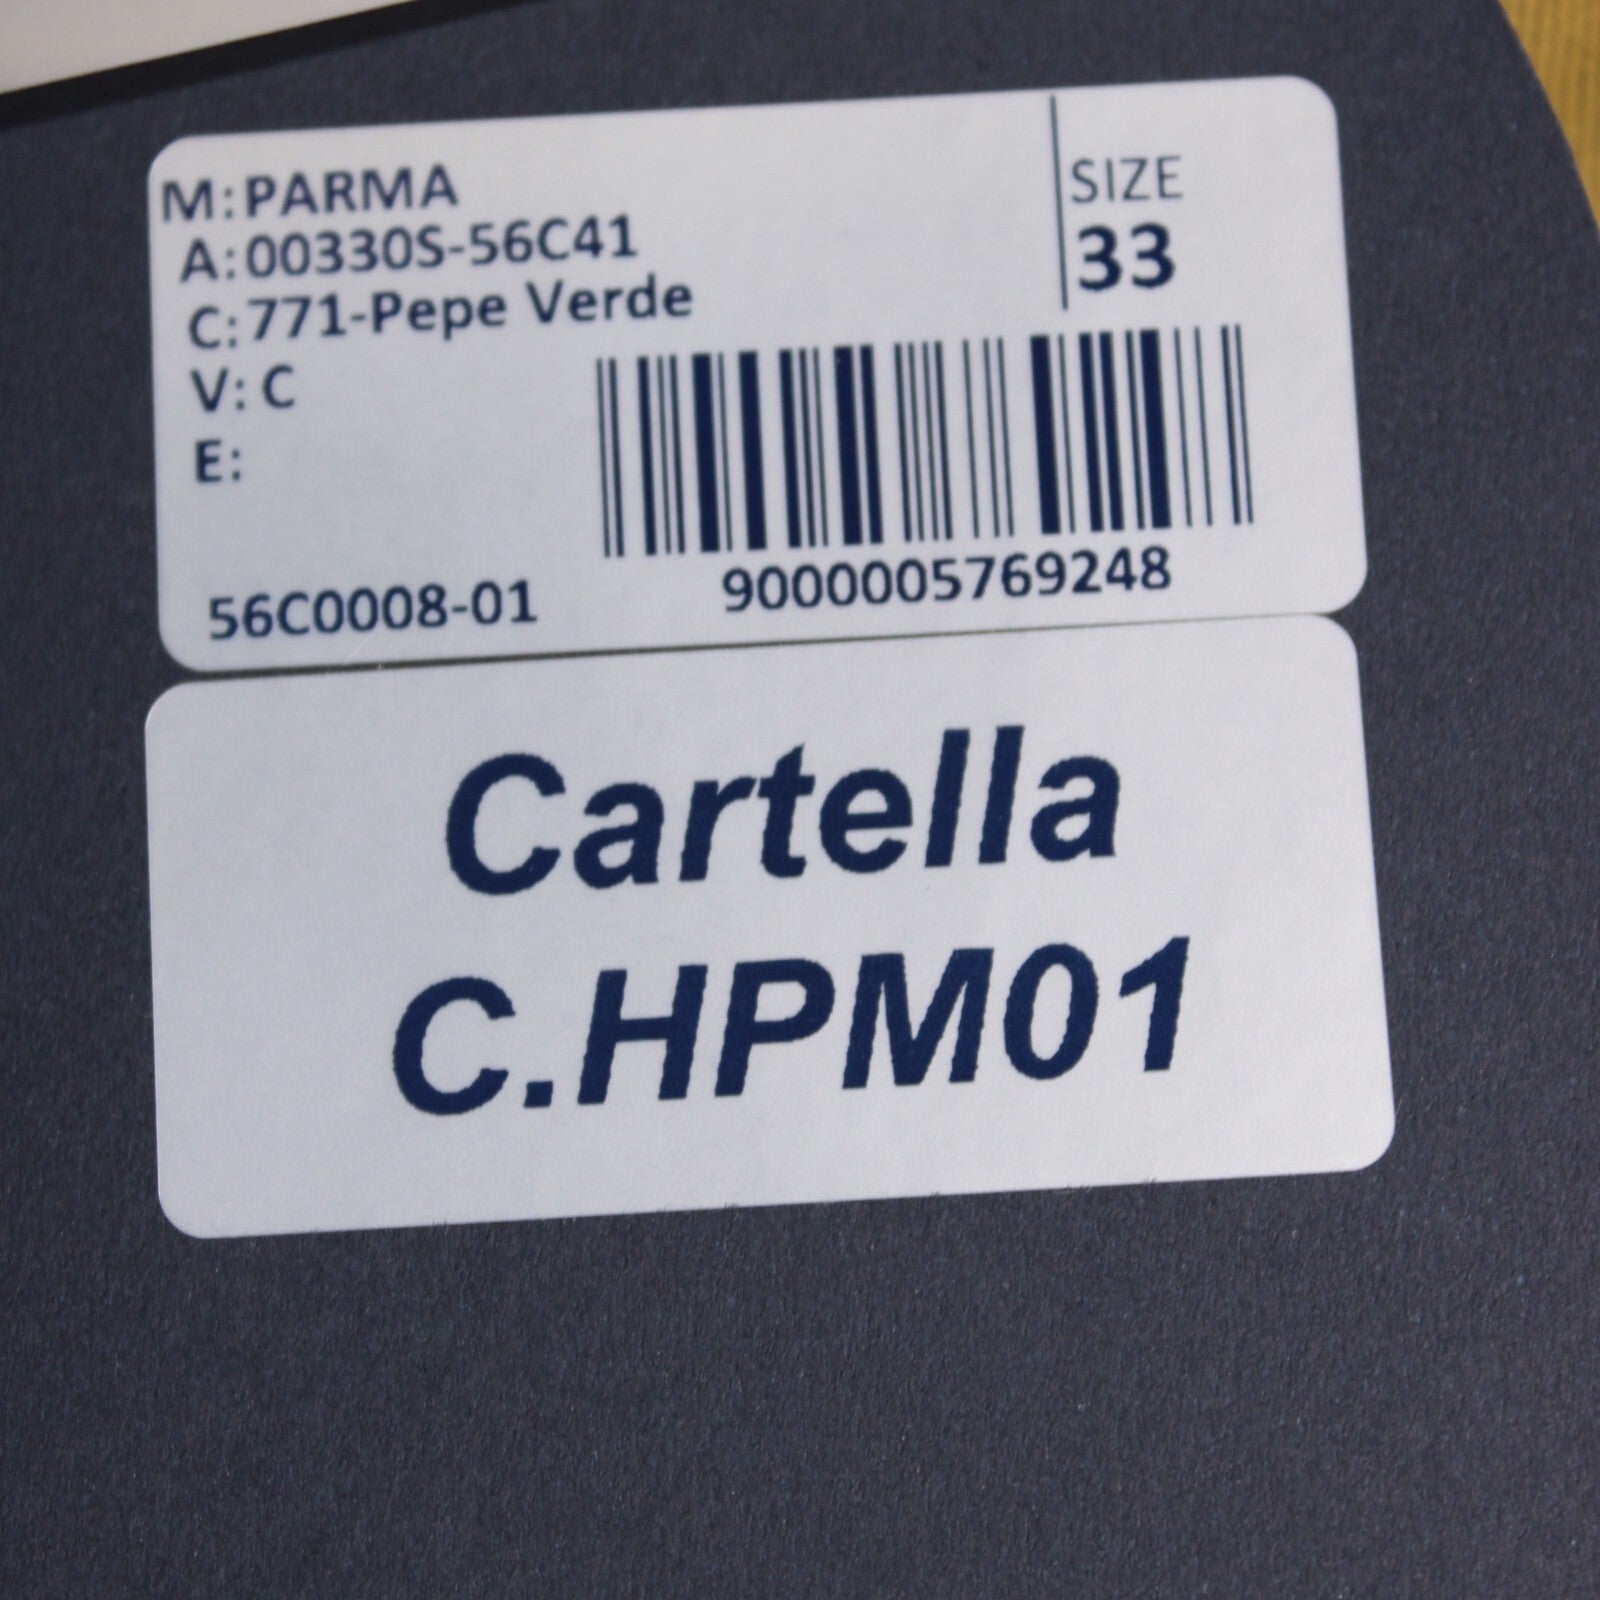 M: PARMA
A: 00330S-56C41
C: 771-Pepe Verde
V: C
E:
SIZE
33
56C0008-01
9000005769248
Cartella
C.HPM01